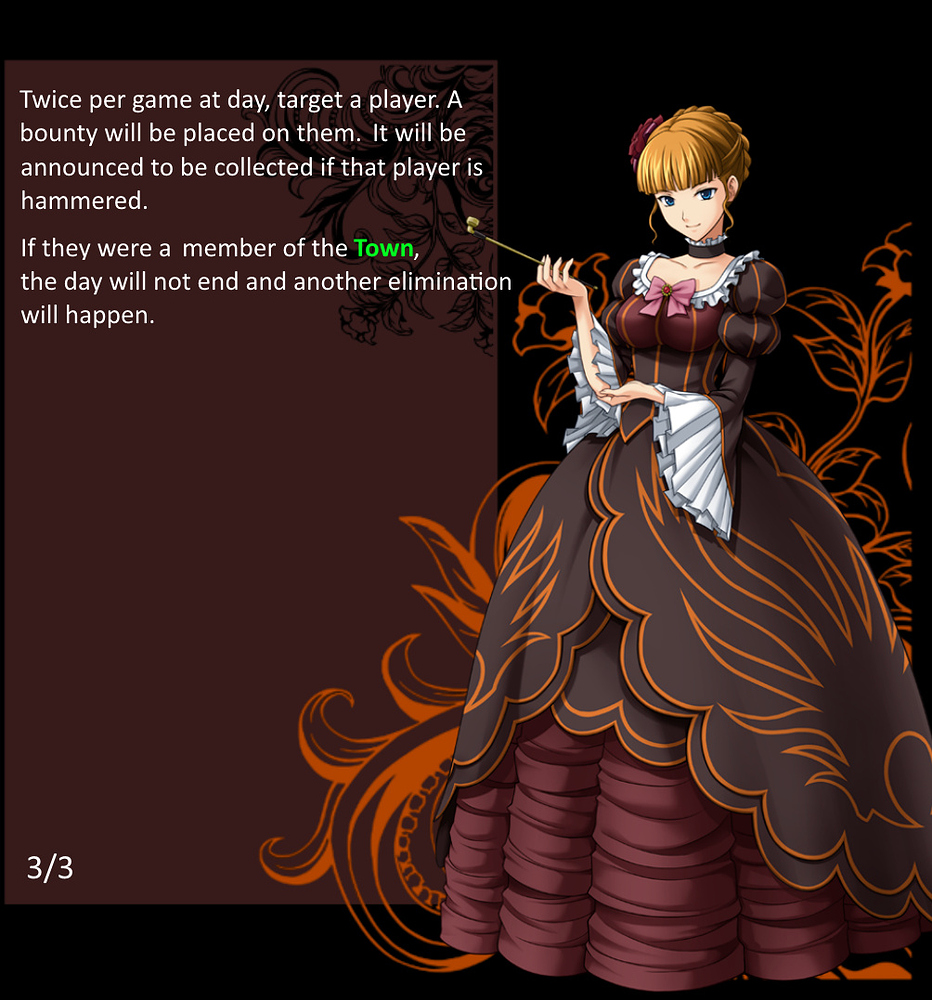 Twice per game at day, target a player. A
bounty will be placed on them. It will be
announced to be collected if that player is
hammered.
If they were a member of the Town,
the day will not end and another elimination
will happen.
3/3